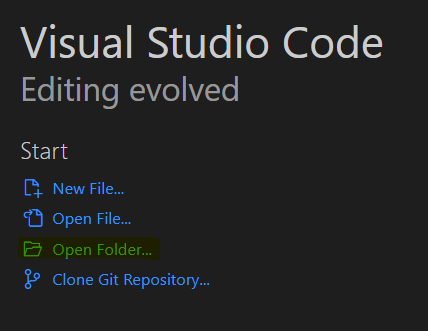 Visual Studio Code
Editing evolved
Start
New File...
Open File...
Open Folder...
Clone Git Repository...